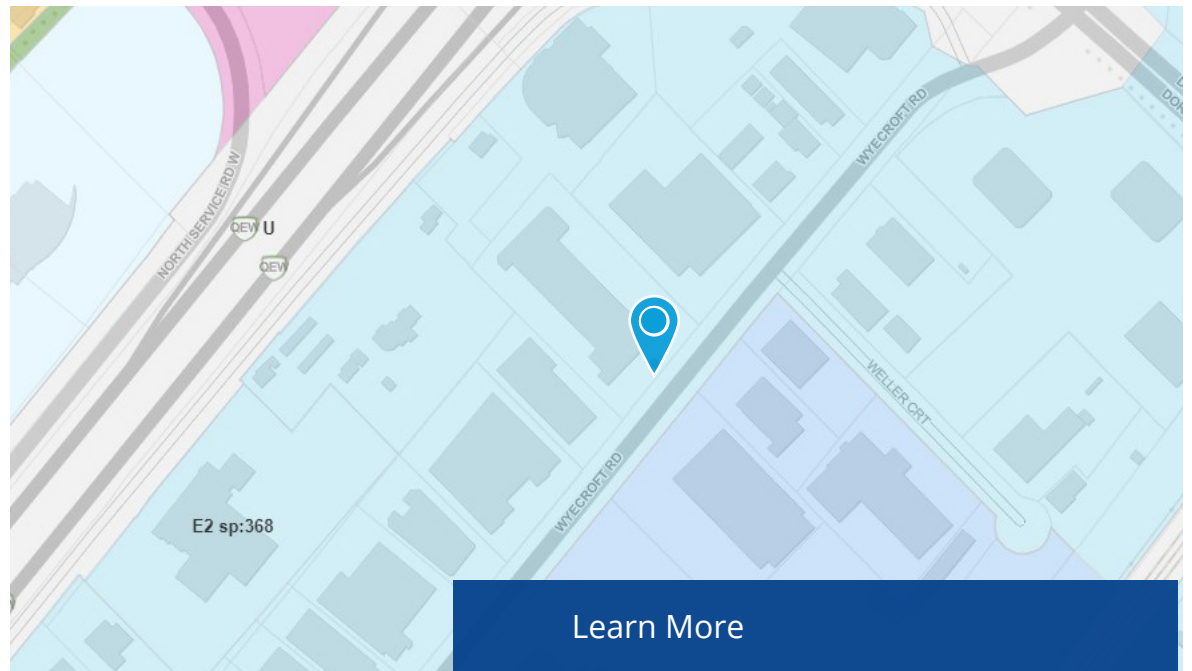 WYECROFT RD
NORTH SERVICE RD W
QEW U
QEW
WELLER CRT
WYECROFT RD
E2 sp:368
Learn More